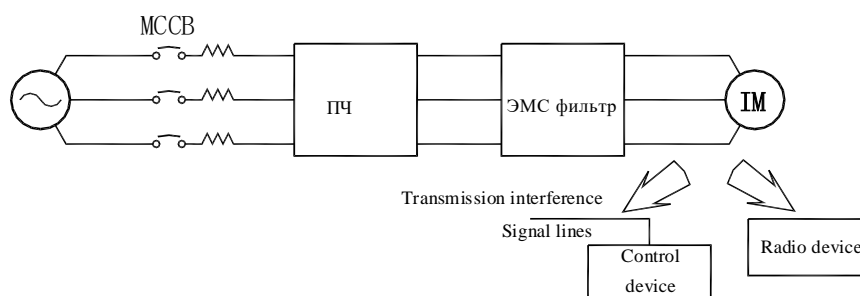 MCCB
ПЧ
ЭМС фильтр
IM
Transmission interference
Signal lines
Control
device
Radio device